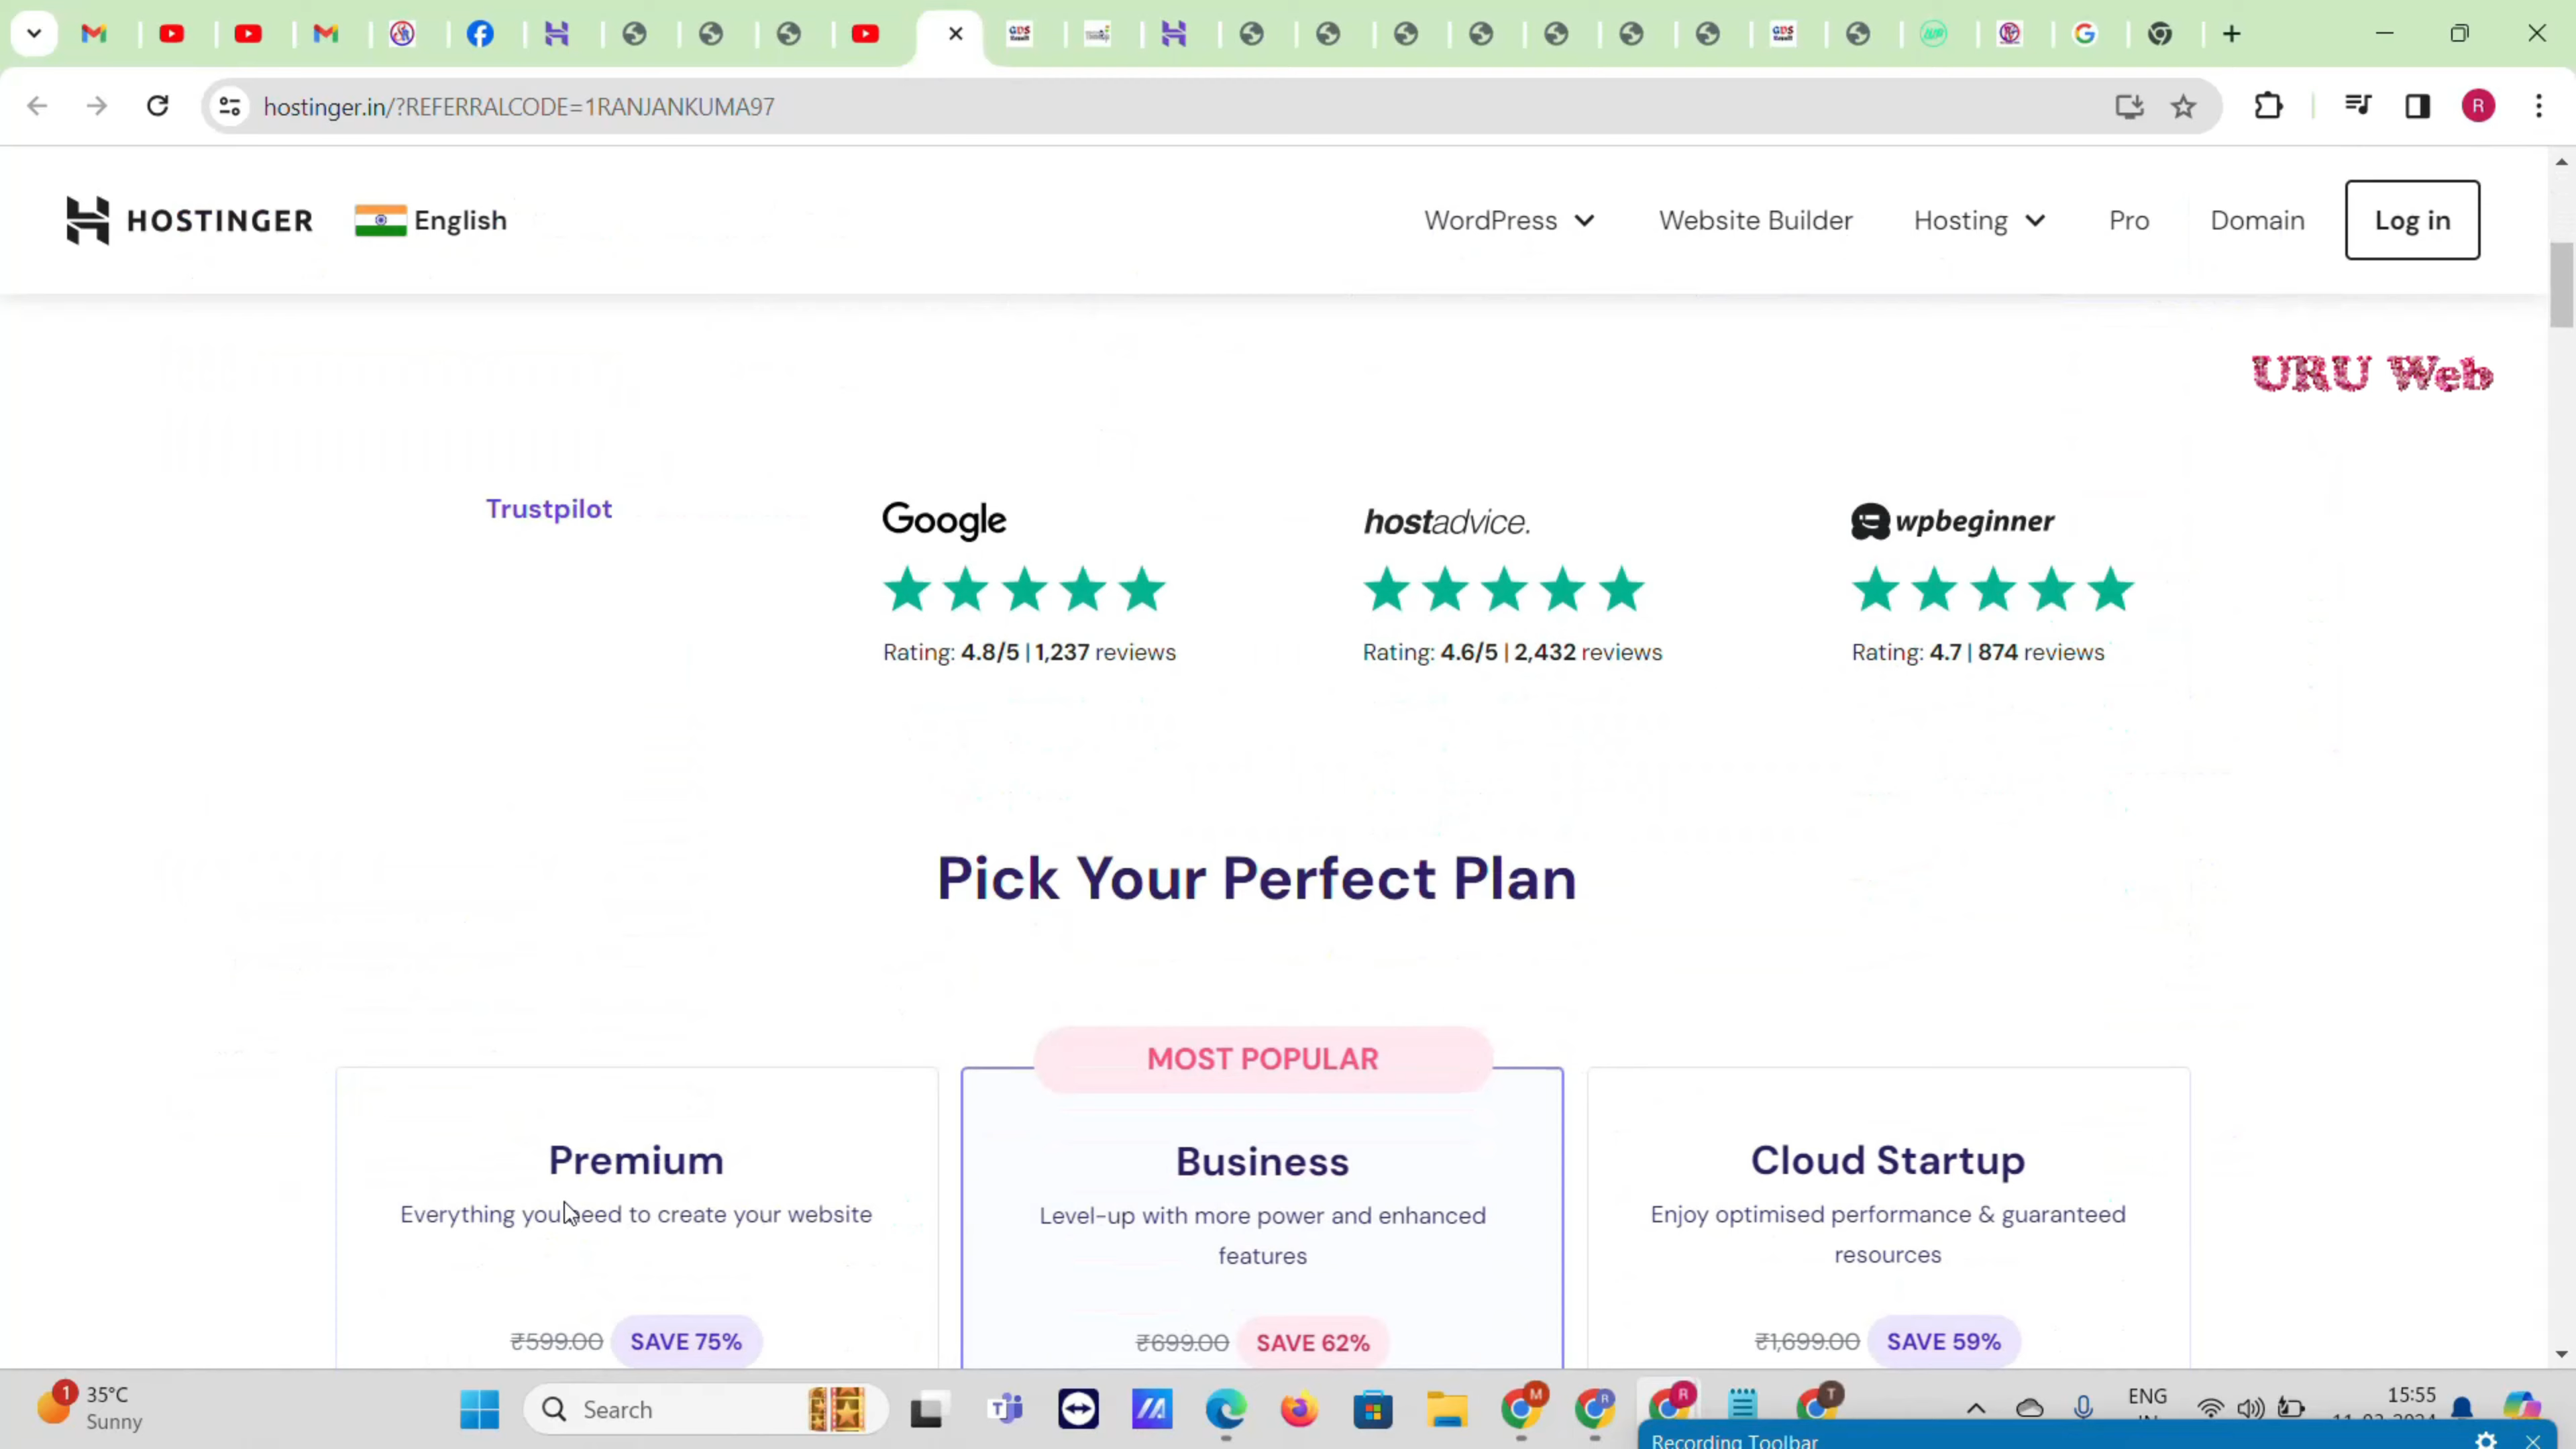 hostinger.in/?REFERRALCODE=1RANJANKUMA97
R
HOSTINGER
English
WordPress
Website Builder
Hosting
Pro
Domain
Log in
URU Web
Trustpilot
Google
hostadvice.
wpbeginner
Rating: 4.8/5 | 1,237 reviews
Rating: 4.6/5 | 2,432 reviews
Rating: 4.7 | 874 reviews
Pick Your Perfect Plan
MOST POPULAR
Premium
Business
Cloud Startup
Everything you need to create your website
Level-up with more power and enhanced
features
Enjoy optimised performance & guaranteed
resources
₹599.00 SAVE 75%
₹699.00 SAVE 62%
₹1,699.00 SAVE 59%
1
35°C
Sunny
Search
M
R
R
T
ENG
15:55
Recording Toolbar